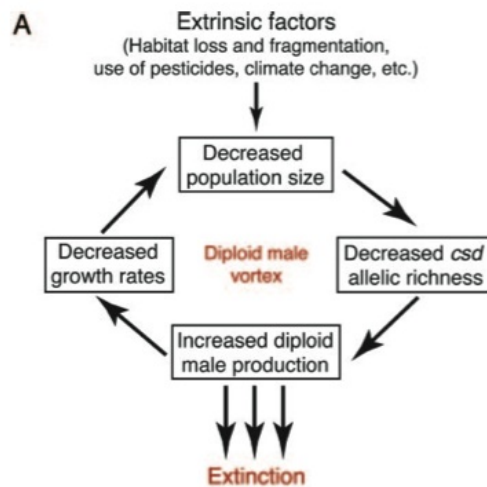 A
Extrinsic factors
(Habitat loss and fragmentation,
use of pesticides, climate change, etc.)
Decreased
population size
Decreased
growth rates
Diploid male
vortex
Decreased csd
allelic richness
Increased diploid
male production
Extinction